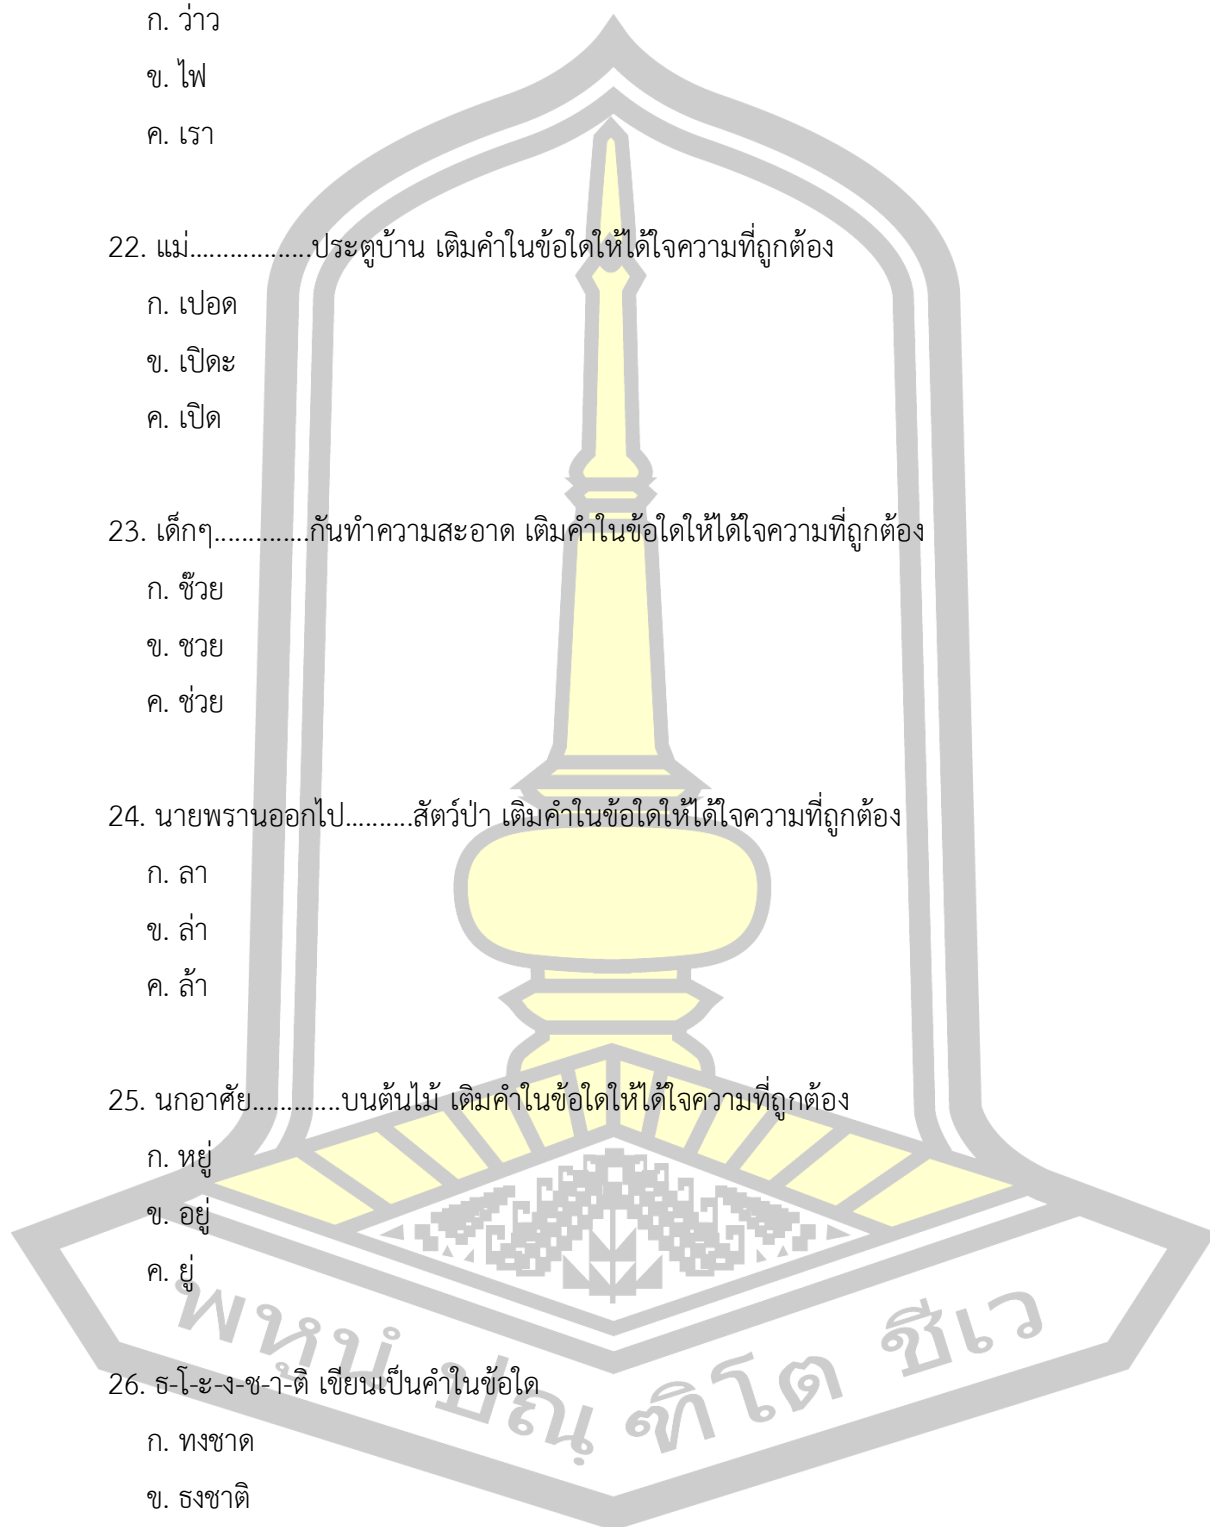 ก. ว่าว
ข. ไฟ
ค. เรา
22. แม่..................ประตูบ้าน เติมคำในข้อใดให้ได้ใจความที่ถูกต้อง
ก. เปอด
ข. เปิดะ
ค. เปิด
23. เด็กๆ..............กันทำความสะอาด เติมคำในข้อใดให้ได้ใจความที่ถูกต้อง
ก. ช๊วย
ข. ชวย
ค. ช่วย
24. นายพรานออกไป..........สัตว์ป่า เติมคำในข้อใดให้ได้ใจความที่ถูกต้อง
ก. ลา
ข. ล่า
ค. ล้า
25. นกอาศัย.............บนต้นไม้ เติมคำในข้อใดให้ได้ใจความที่ถูกต้อง
ก. หยู่
ข. อยู่
ค. ยู่
พหูนํ ปณฺฑิโต ชีเว
26. ธ-โ-ะ-ง-ช-า-ติ เขียนเป็นคำในข้อใด
ก. ทงชาด
ข. ธงชาติ